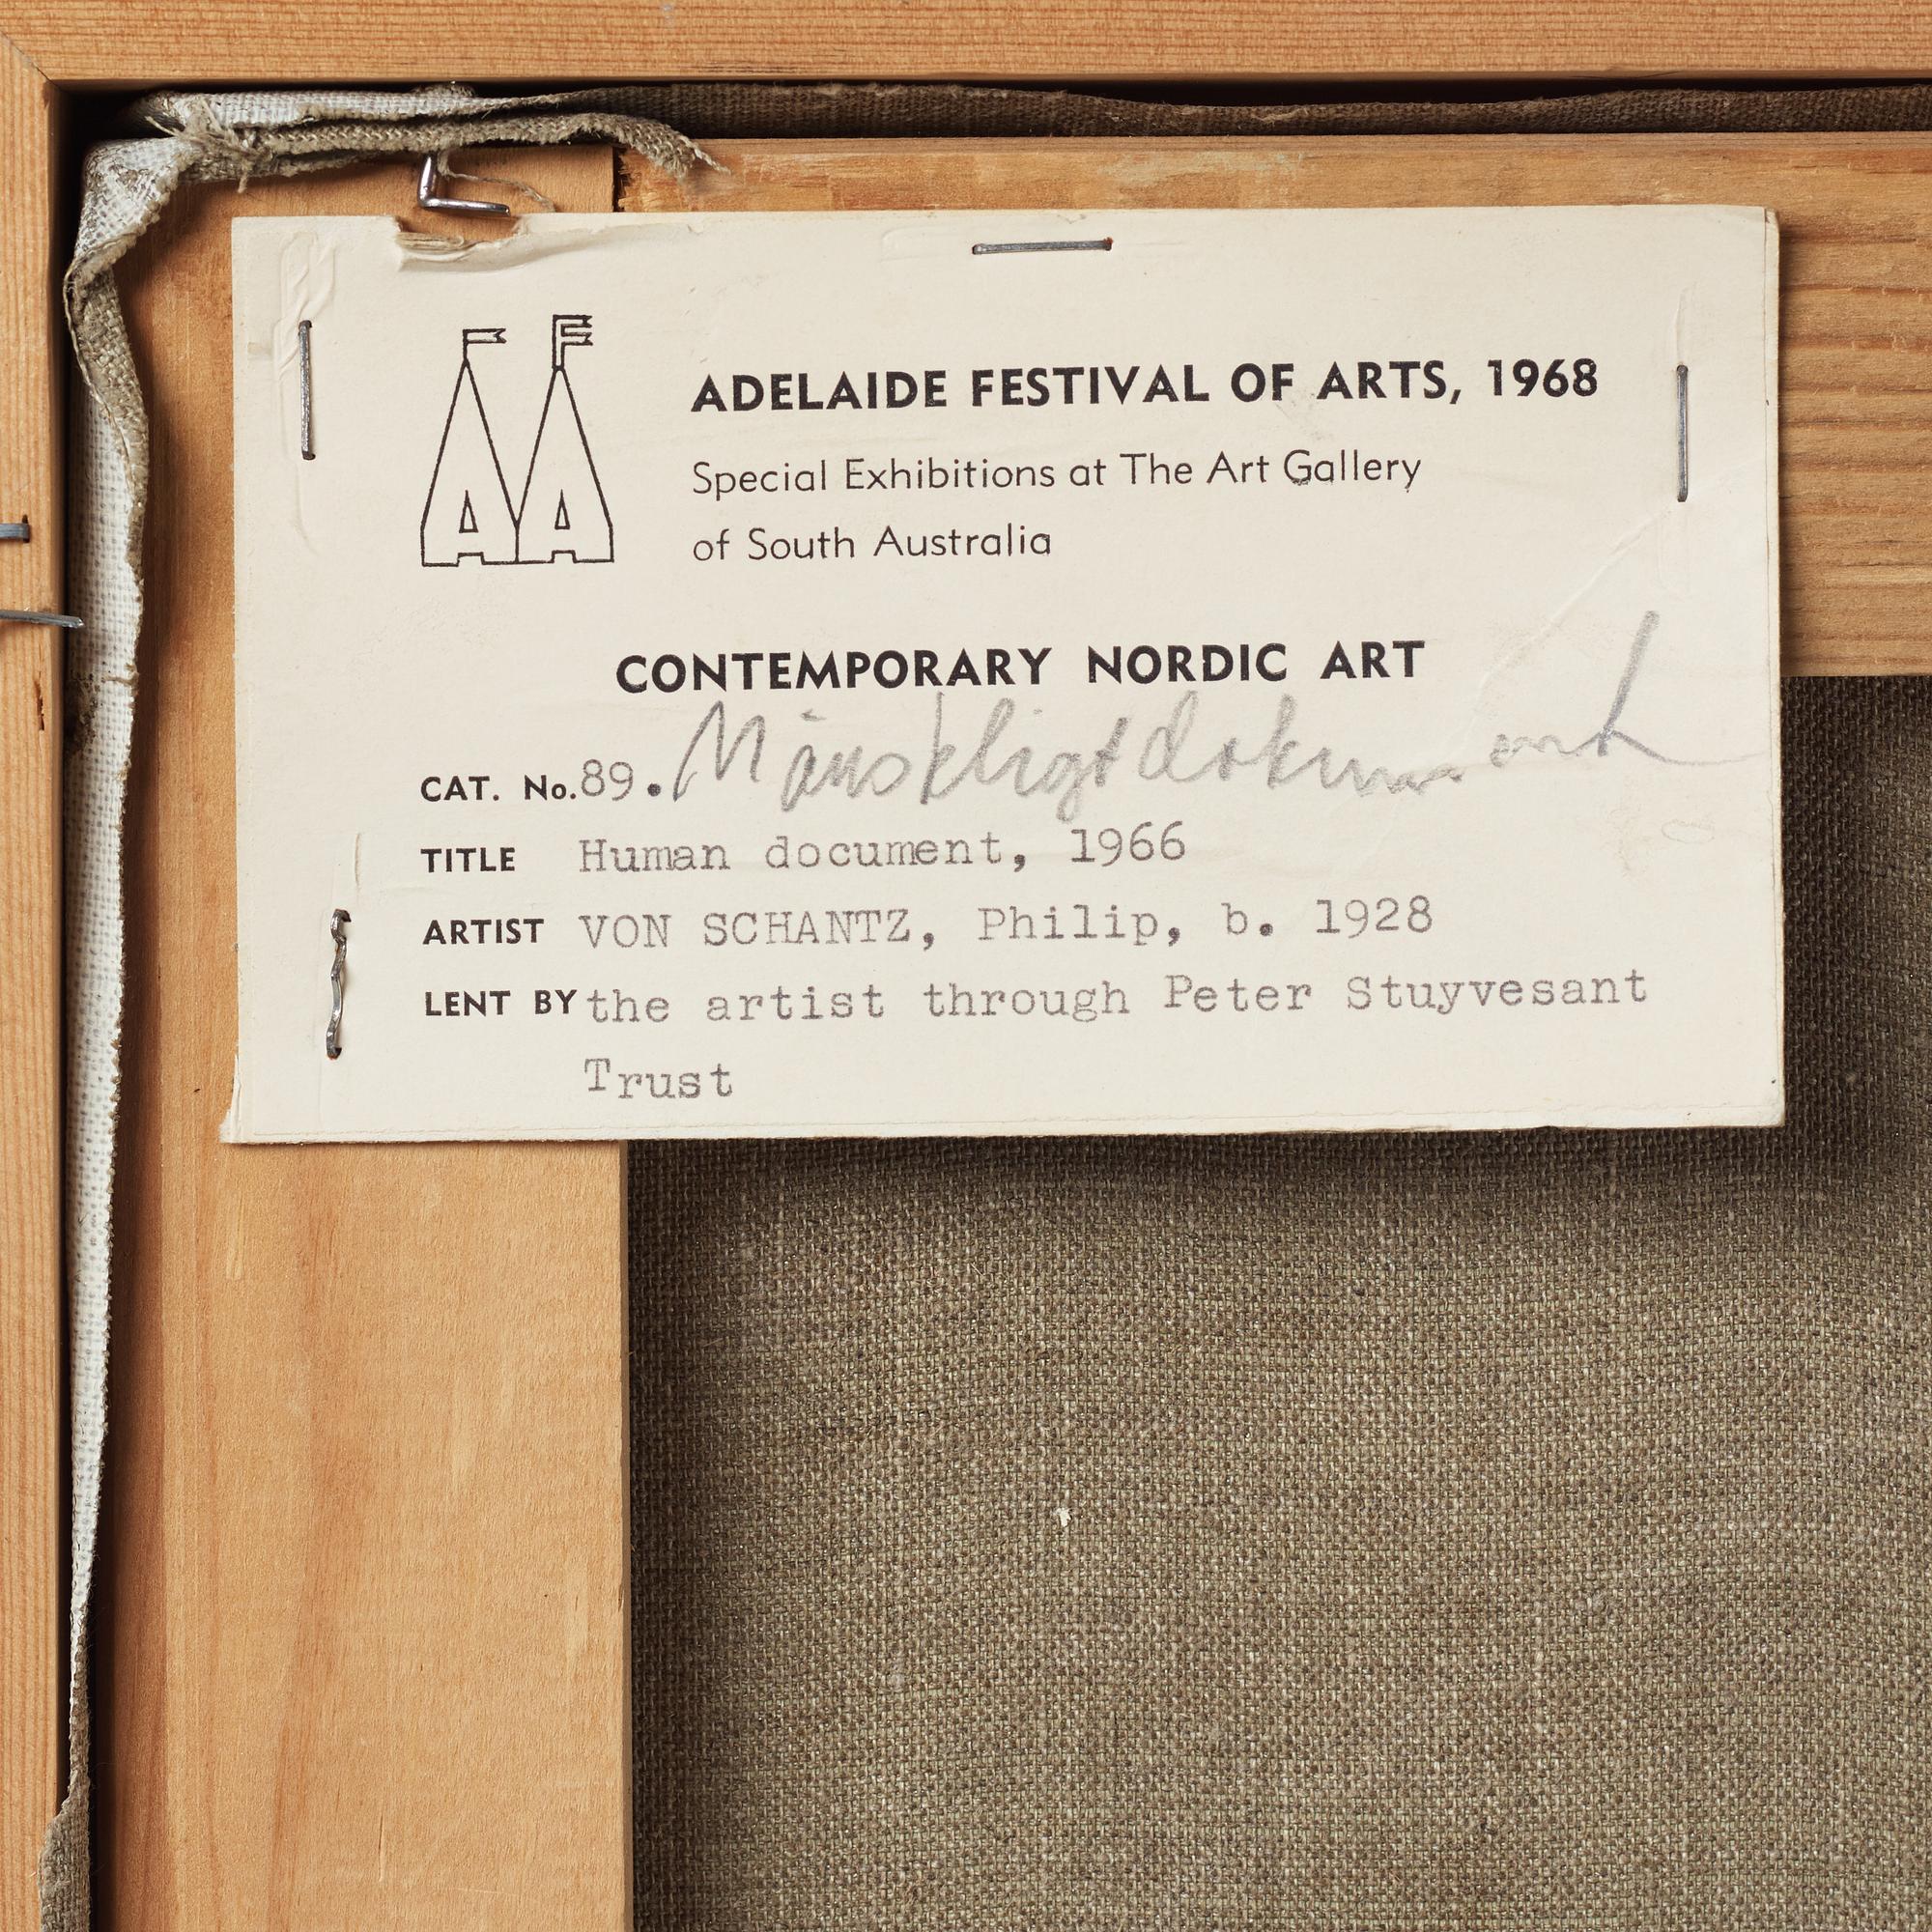 ADELAIDE FESTIVAL OF ARTS, 1968
Special Exhibitions at The Art Gallery
of South Australia
CONTEMPORARY NORDIC ART
CAT. No. 89. Mänskligt dokument
TITLE Human document, 1966
ARTIST VON SCHANTZ, Philip, b. 1928
LENT BY the artist through Peter Stuyvesant
Trust